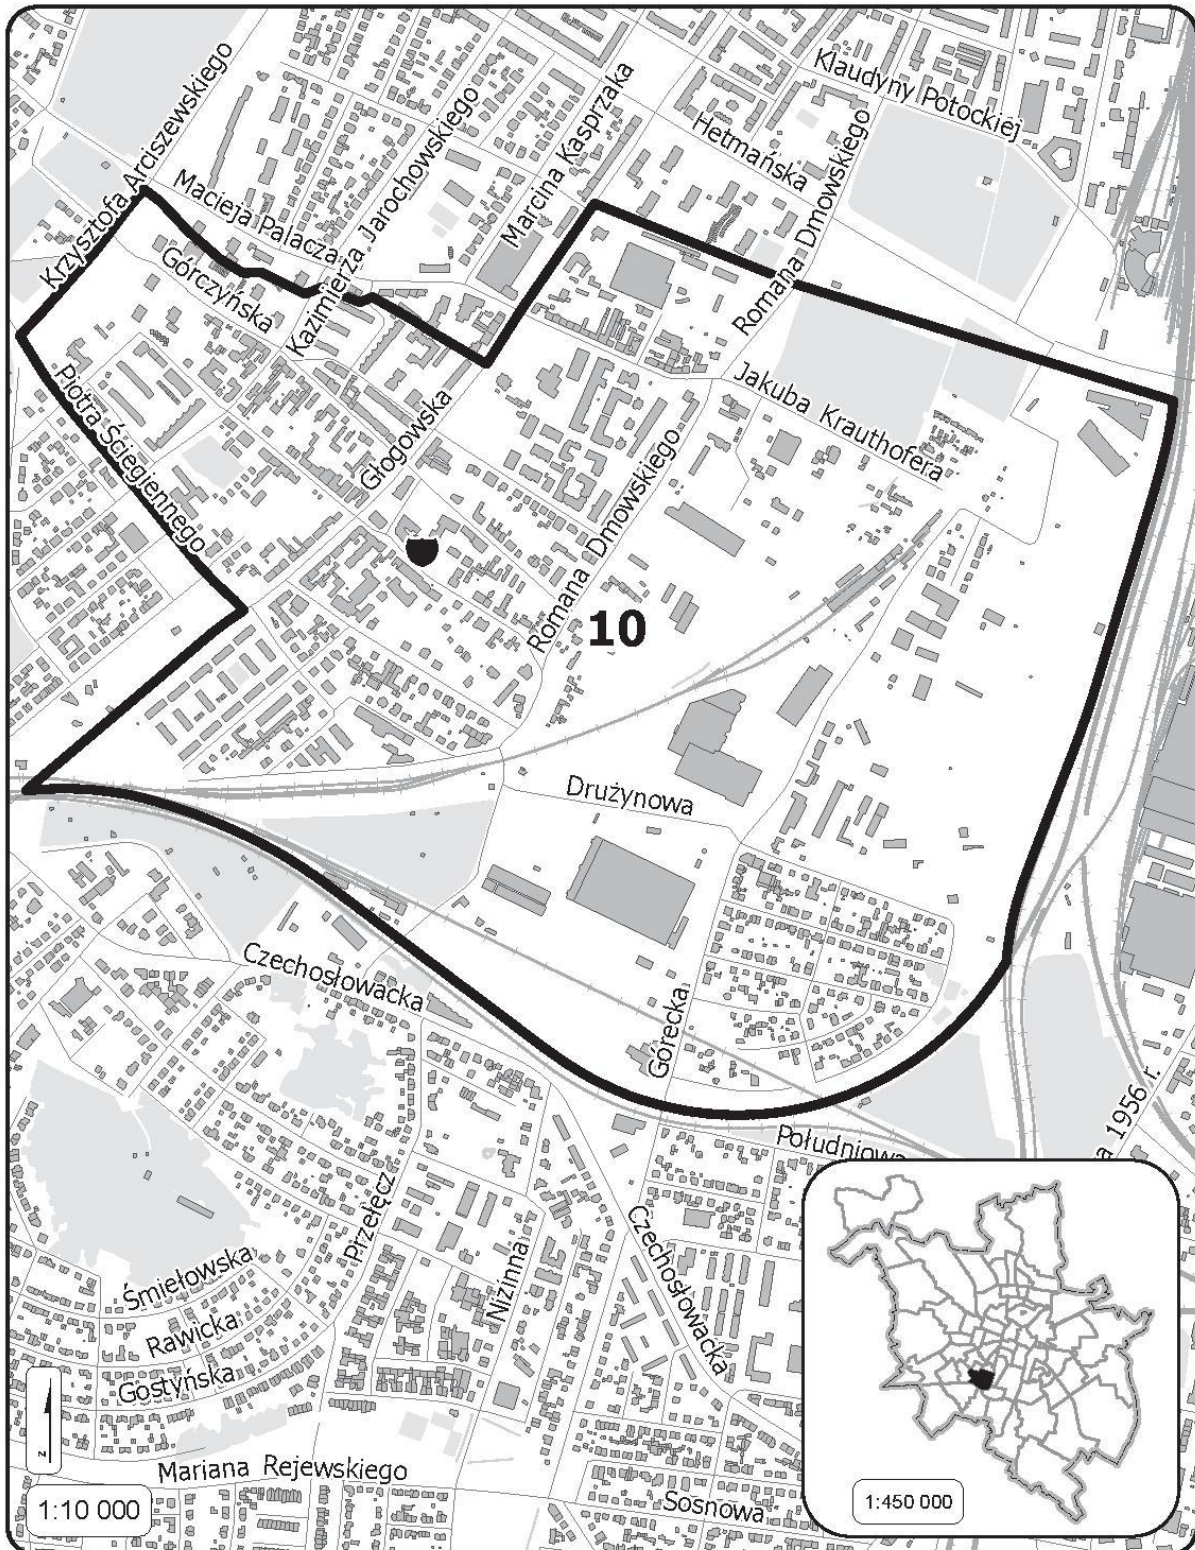 Klaudyny Potockiej
Krzysztofa Arciszewskiego
Kazimierza Jarochowskiego
Marcina Kasprzaka
Hetmańska
Romana Dmowskiego
Macieja Palacza
Górczyńska
Jakuba Krauthofera
Piotra Ściegiennego
Głogowska
Romana Dmowskiego
10
Drużynowa
Czechosłowacka
Górecka
Południowa
a 1956 r.
Przełęcz
Nizinna
Czechosłowacka
Śmiełowska
Rawicka
Gostyńska
z
Mariana Rejewskiego
Sosnowa
1:10 000
1:450 000